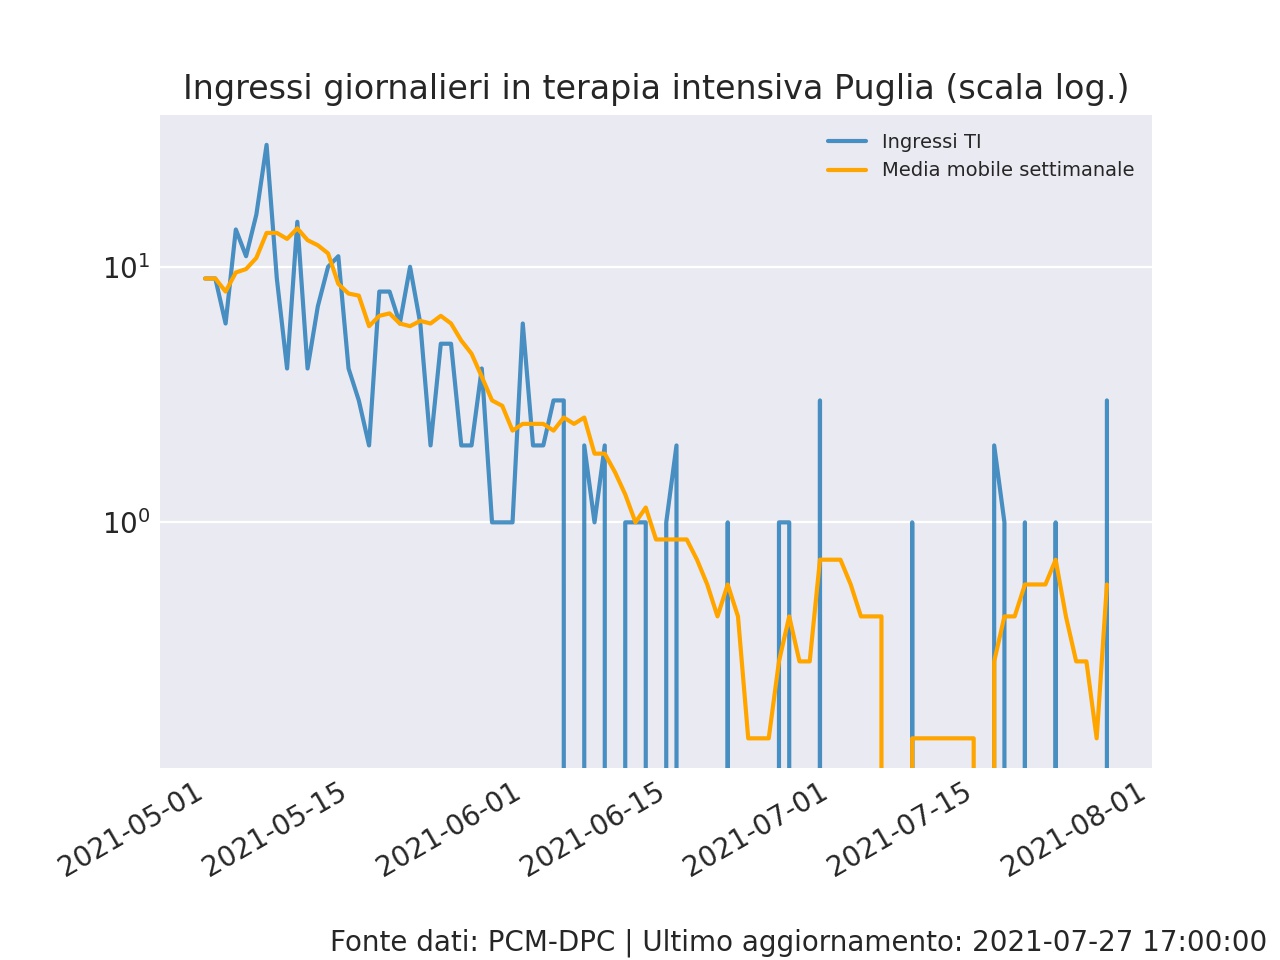 Ingressi giornalieri in terapia intensiva Puglia (scala log.)
Ingressi TI
Media mobile settimanale
10¹
10⁰
2021-05-01
2021-05-15
2021-06-01
2021-06-15
2021-07-01
2021-07-15
2021-08-01
Fonte dati: PCM-DPC | Ultimo aggiornamento: 2021-07-27 17:00:00